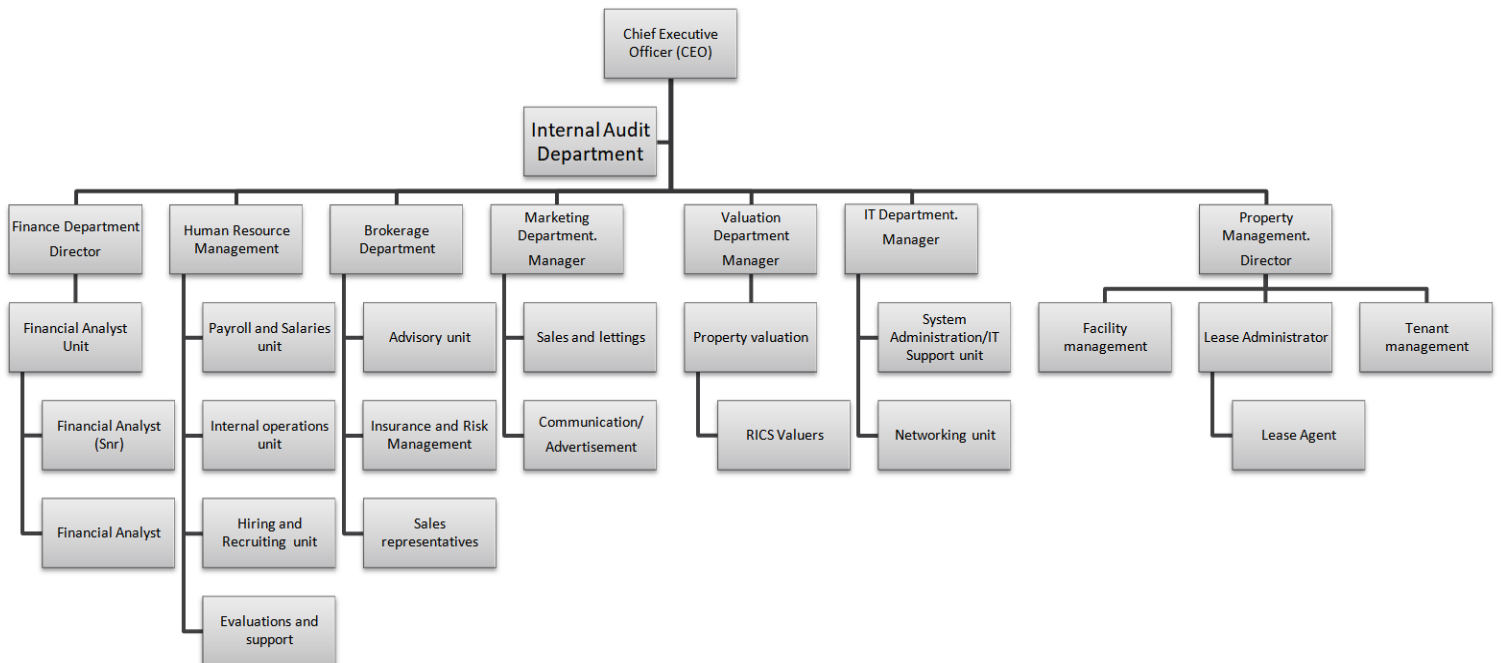 Chief Executive
Officer (CEO)
Internal Audit
Department
Finance Department
Director
Human Resource
Management
Brokerage
Department
Marketing
Department.
Manager
Valuation
Department
Manager
IT Department.
Manager
Property
Management.
Director
Financial Analyst
Unit
Payroll and Salaries
unit
Advisory unit
Sales and lettings
Property valuation
System
Administration/IT
Support unit
Facility
management
Lease Administrator
Tenant
management
Financial Analyst
(Snr)
Internal operations
unit
Insurance and Risk
Management
Communication/
Advertisement
RICS Valuers
Networking unit
Lease Agent
Financial Analyst
Hiring and
Recruiting unit
Sales
representatives
Evaluations and
support